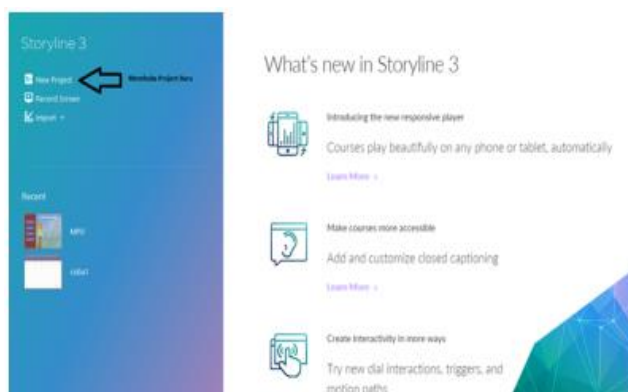 Storyline 3
New Project
Record Screen
Import
Recent
MPI
What's new in Storyline 3
Introducing the new responsive player
Courses play beautifully on any phone or tablet, automatically
Learn More
Make courses more accessible
Add and customize closed captioning
Learn More
Create interactivity in more ways
Try new dial interactions, triggers, and
motion paths